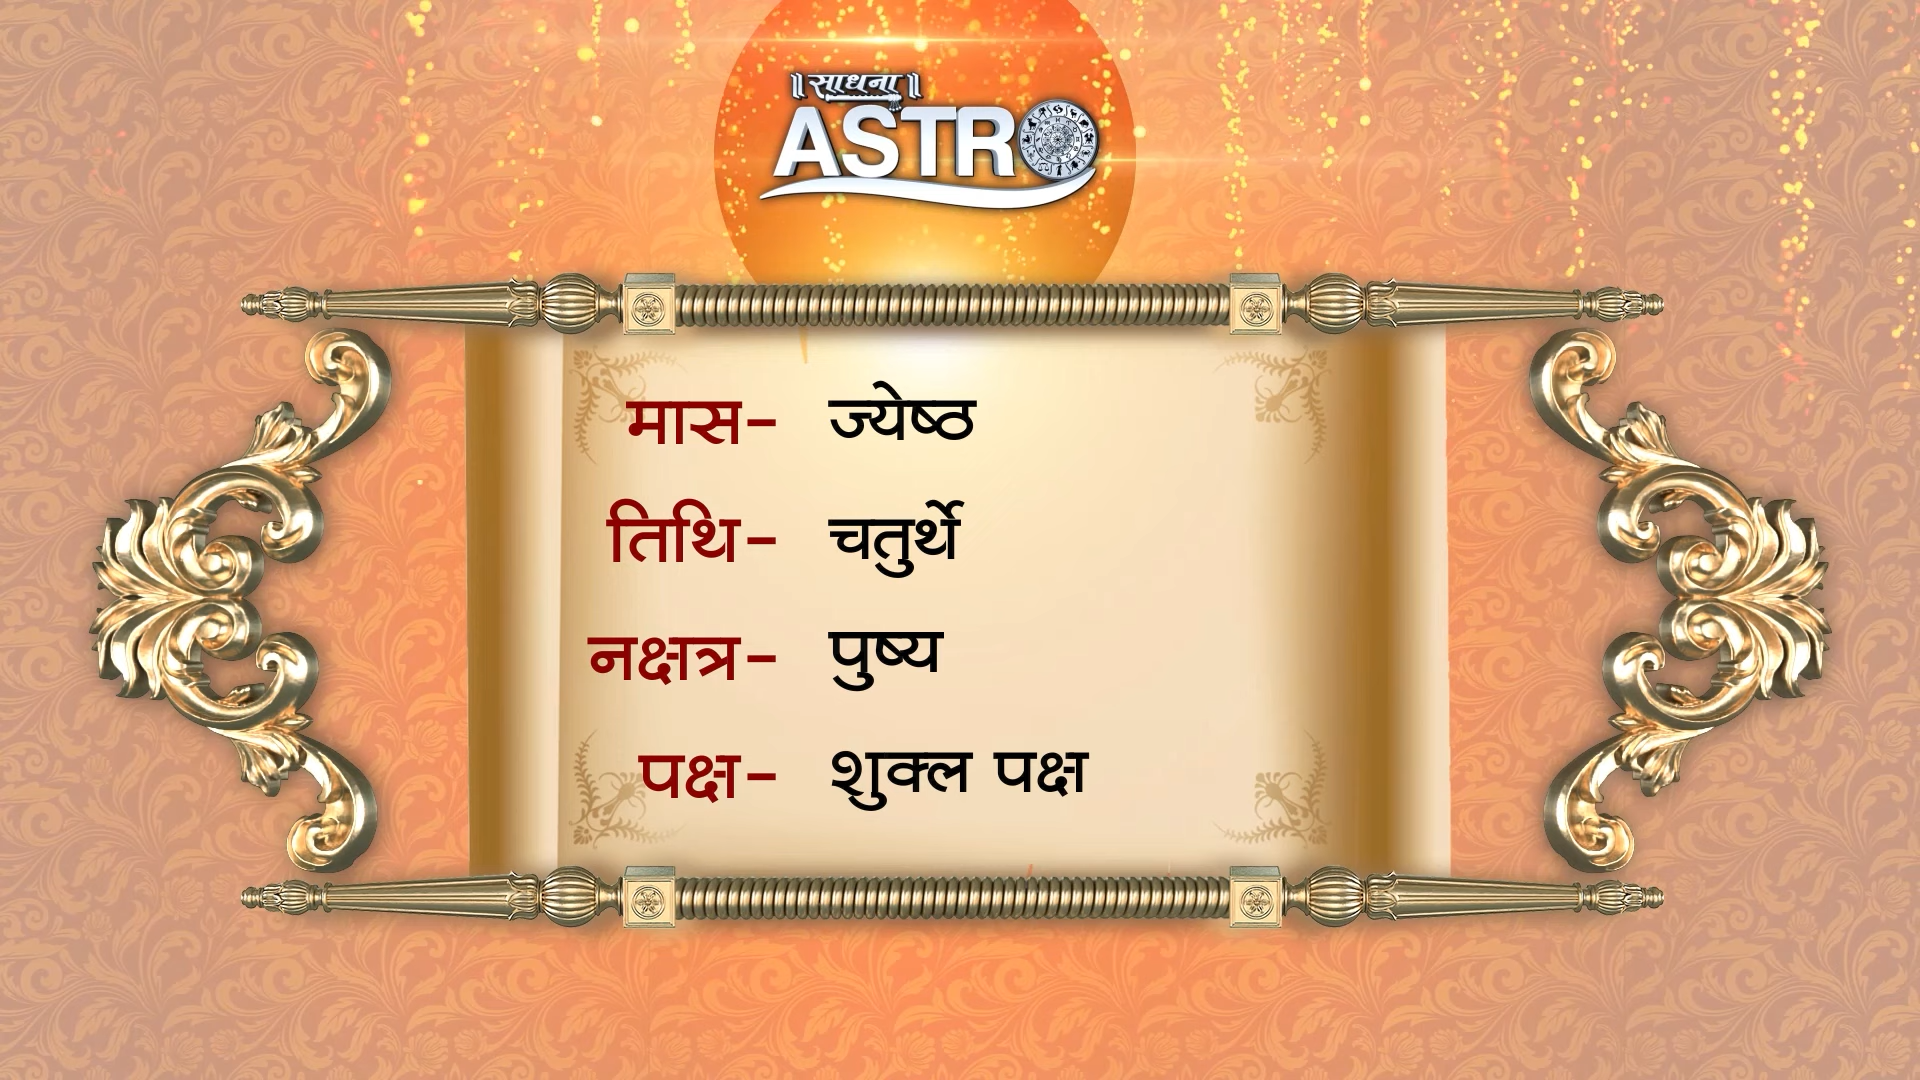 ॥साधना॥
ASTRO
मास- ज्येष्ठ
तिथि- चतुर्थे
नक्षत्र- पुष्य
पक्ष- शुक्ल पक्ष